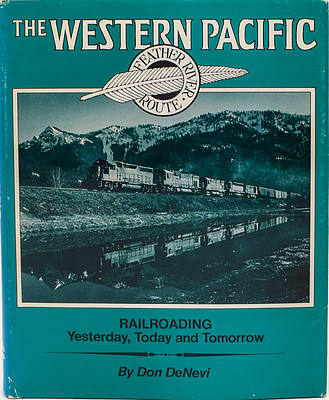 THE WESTERN PACIFIC
FEATHER RIVER
ROUTE
RAILROADING
Yesterday, Today and Tomorrow
By Don DeNevi